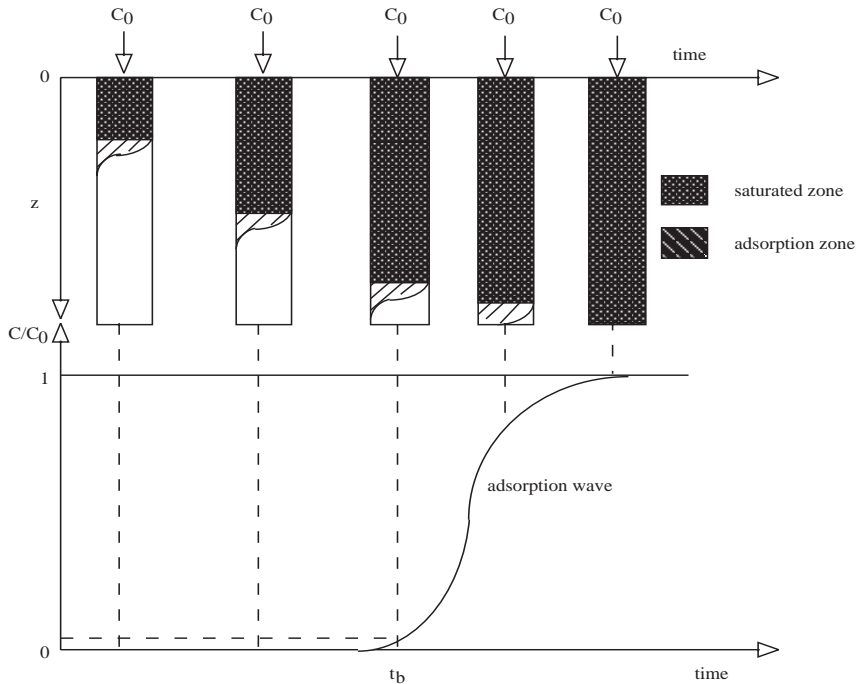 C0 C0 C0 C0 C0
0
time
saturated zone
z
adsorption zone
C/C0
1
adsorption wave
0
tb
time